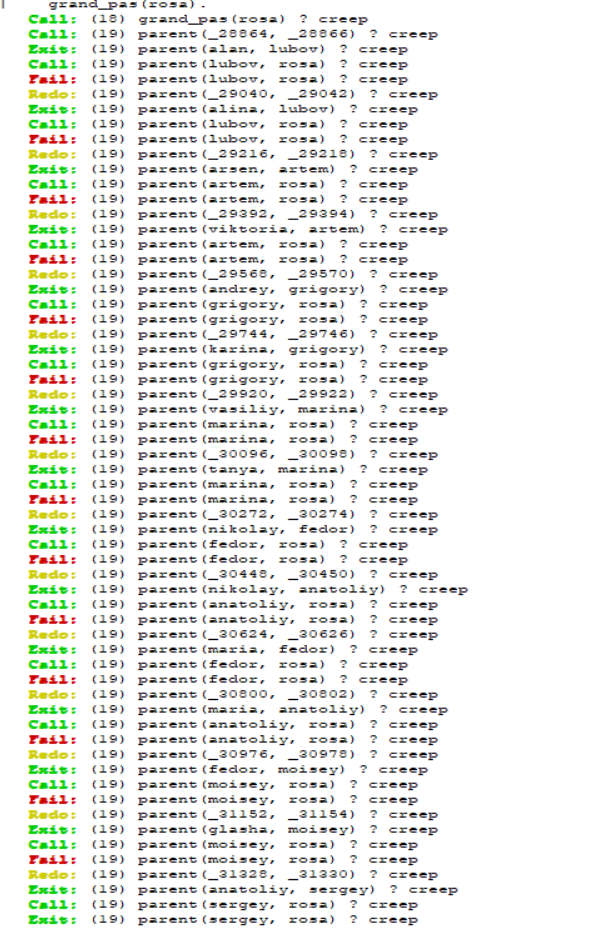 grand_pas(rosa).
Call: (18) grand_pas(rosa) ? creep
Call: (19) parent(_28864, _28866) ? creep
Exit: (19) parent(alan, lubov) ? creep
Call: (19) parent(lubov, rosa) ? creep
Fail: (19) parent(lubov, rosa) ? creep
Redo: (19) parent(_29040, _29042) ? creep
Exit: (19) parent(alina, lubov) ? creep
Call: (19) parent(lubov, rosa) ? creep
Fail: (19) parent(lubov, rosa) ? creep
Redo: (19) parent(_29216, _29218) ? creep
Exit: (19) parent(arsen, artem) ? creep
Call: (19) parent(artem, rosa) ? creep
Fail: (19) parent(artem, rosa) ? creep
Redo: (19) parent(_29392, _29394) ? creep
Exit: (19) parent(viktoria, artem) ? creep
Call: (19) parent(artem, rosa) ? creep
Fail: (19) parent(artem, rosa) ? creep
Redo: (19) parent(_29568, _29570) ? creep
Exit: (19) parent(andrey, grigory) ? creep
Call: (19) parent(grigory, rosa) ? creep
Fail: (19) parent(grigory, rosa) ? creep
Redo: (19) parent(_29744, _29746) ? creep
Exit: (19) parent(karina, grigory) ? creep
Call: (19) parent(grigory, rosa) ? creep
Fail: (19) parent(grigory, rosa) ? creep
Redo: (19) parent(_29920, _29922) ? creep
Exit: (19) parent(vasiliy, marina) ? creep
Call: (19) parent(marina, rosa) ? creep
Fail: (19) parent(marina, rosa) ? creep
Redo: (19) parent(_30096, _30098) ? creep
Exit: (19) parent(tanya, marina) ? creep
Call: (19) parent(marina, rosa) ? creep
Fail: (19) parent(marina, rosa) ? creep
Redo: (19) parent(_30272, _30274) ? creep
Exit: (19) parent(nikolay, fedor) ? creep
Call: (19) parent(fedor, rosa) ? creep
Fail: (19) parent(fedor, rosa) ? creep
Redo: (19) parent(_30448, _30450) ? creep
Exit: (19) parent(nikolay, anatoliy) ? creep
Call: (19) parent(anatoliy, rosa) ? creep
Fail: (19) parent(anatoliy, rosa) ? creep
Redo: (19) parent(_30624, _30626) ? creep
Exit: (19) parent(maria, fedor) ? creep
Call: (19) parent(fedor, rosa) ? creep
Fail: (19) parent(fedor, rosa) ? creep
Redo: (19) parent(_30800, _30802) ? creep
Exit: (19) parent(maria, anatoliy) ? creep
Call: (19) parent(anatoliy, rosa) ? creep
Fail: (19) parent(anatoliy, rosa) ? creep
Redo: (19) parent(_30976, _30978) ? creep
Exit: (19) parent(fedor, moisey) ? creep
Call: (19) parent(moisey, rosa) ? creep
Fail: (19) parent(moisey, rosa) ? creep
Redo: (19) parent(_31152, _31154) ? creep
Exit: (19) parent(glasha, moisey) ? creep
Call: (19) parent(moisey, rosa) ? creep
Fail: (19) parent(moisey, rosa) ? creep
Redo: (19) parent(_31328, _31330) ? creep
Exit: (19) parent(anatoliy, sergey) ? creep
Call: (19) parent(sergey, rosa) ? creep
Exit: (19) parent(sergey, rosa) ? creep